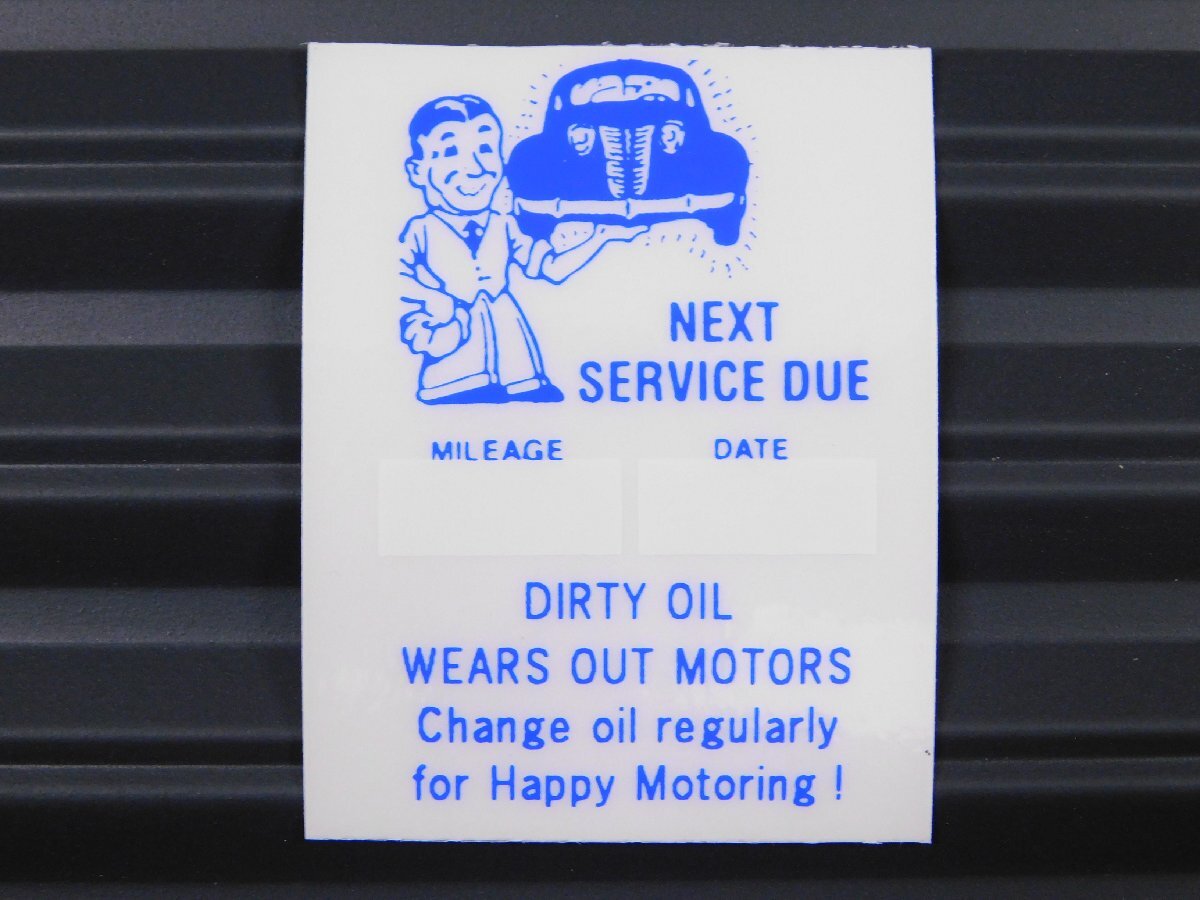 NEXT
SERVICE DUE
MILEAGE DATE
DIRTY OIL
WEARS OUT MOTORS
Change oil regularly
for Happy Motoring !